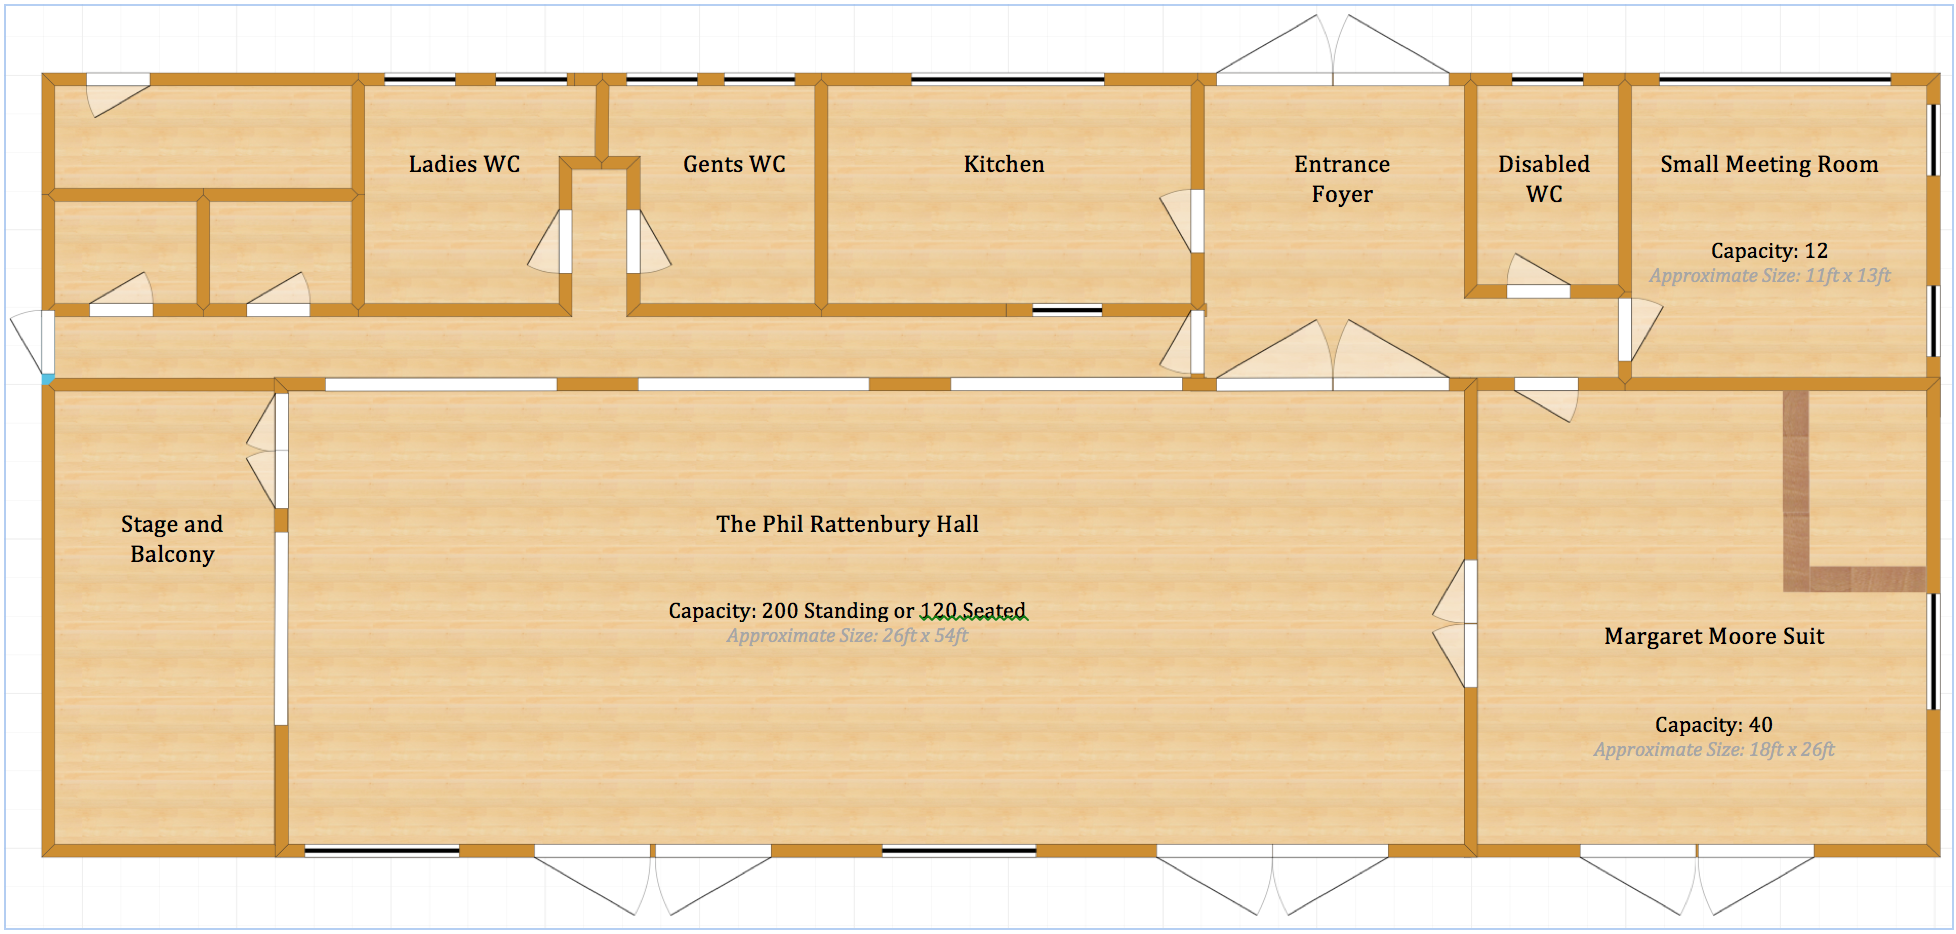 Ladies WC
Gents WC
Kitchen
Entrance
Foyer
Disabled
WC
Small Meeting Room
Capacity: 12
Approximate Size: 11ft x 13ft
Stage and
Balcony
The Phil Rattenbury Hall
Capacity: 200 Standing or 120 Seated
Approximate Size: 26ft x 54ft
Margaret Moore Suit
Capacity: 40
Approximate Size: 18ft x 26ft